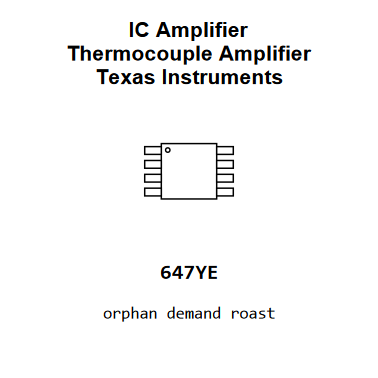 IC Amplifier
Thermocouple Amplifier
Texas Instruments
647YE
orphan demand roast